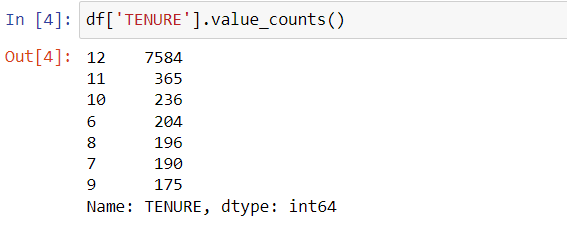 In [4]: df['TENURE'].value_counts()
Out[4]: 12    7584
11     365
10     236
6      204
8      196
7      190
9      175
Name: TENURE, dtype: int64